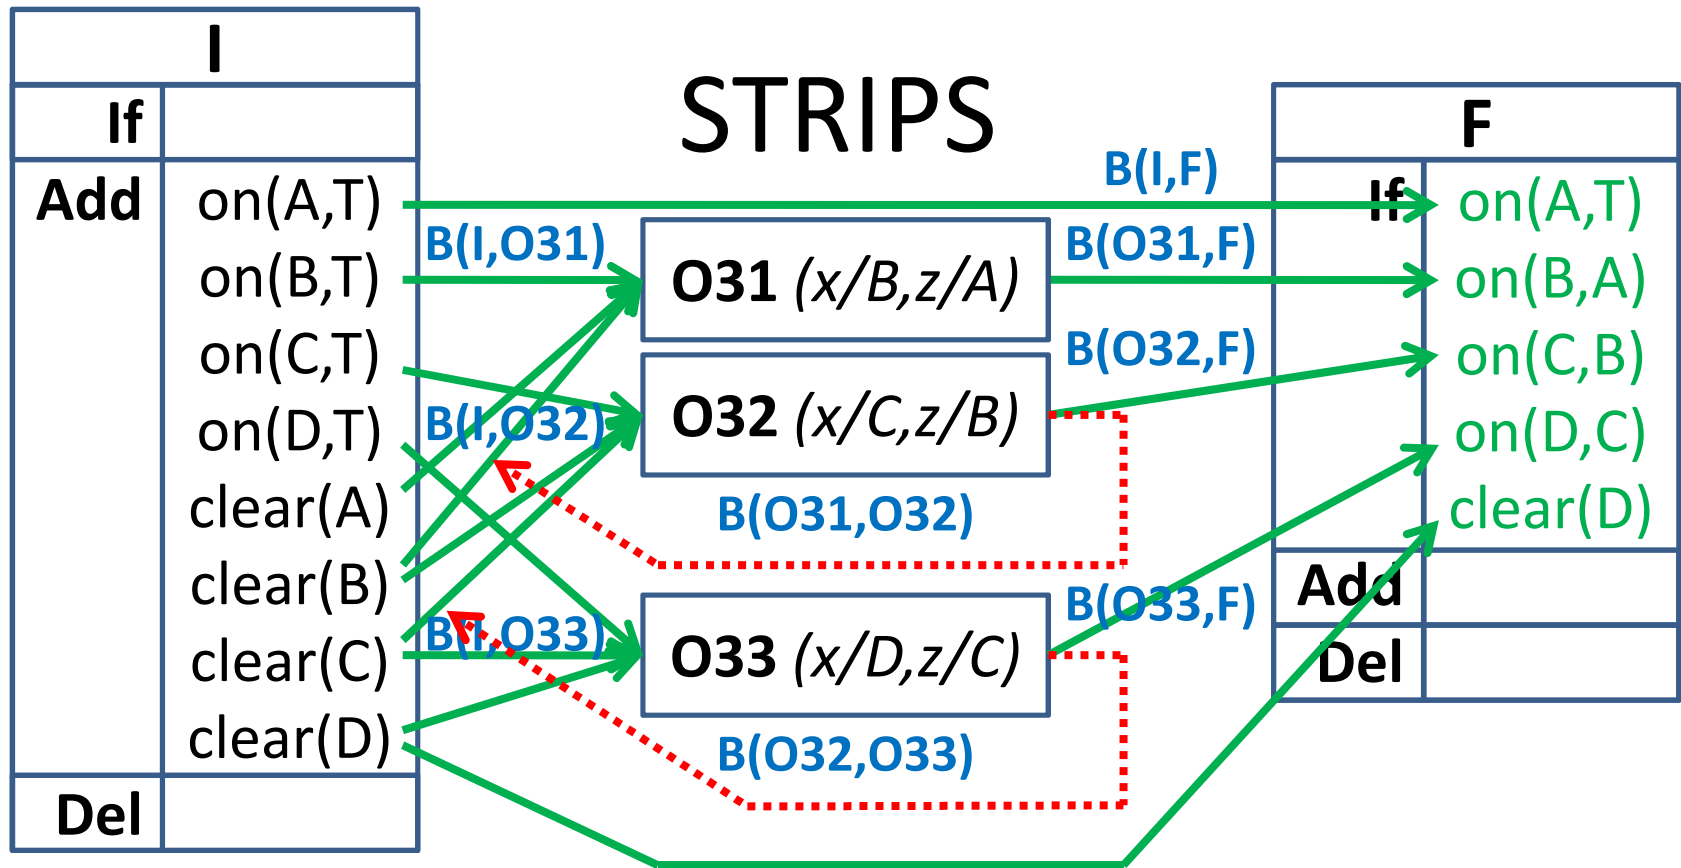 I
If
Add
on(A,T)
on(B,T)
on(C,T)
on(D,T)
clear(A)
clear(B)
clear(C)
clear(D)
Del
STRIPS
B(I,F)
B(I,O31)
O31 (x/B,z/A)
B(O31,F)
B(I,O32)
O32 (x/C,z/B)
B(O32,F)
B(O31,O32)
B(I,O33)
O33 (x/D,z/C)
B(O33,F)
B(O32,O33)
F
If
on(A,T)
on(B,A)
on(C,B)
on(D,C)
clear(D)
Add
Del